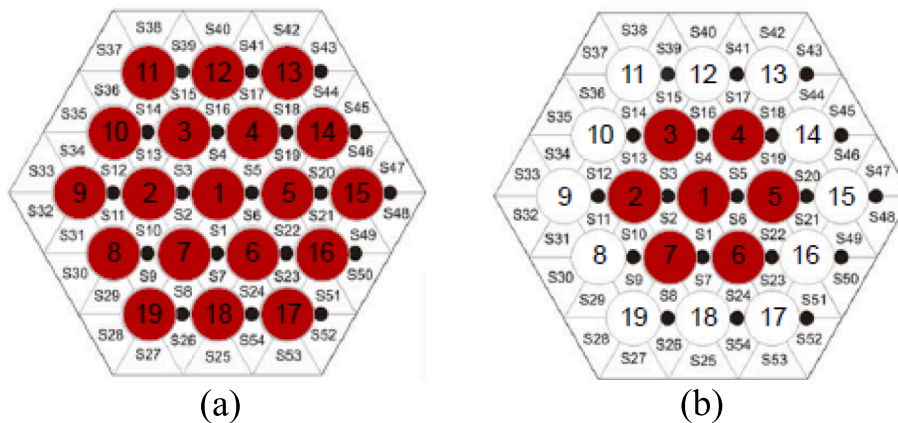 S38 S40 S42
S37 S39 S41 S43
11 12 13
S36 S15 S17 S44
S35 S14 S16 S18 S45
10 3 4 14
S34 S13 S4 S19 S46
S33 S12 S3 S5 S20 S47
9 2 1 5 15
S32 S11 S2 S6 S21 S48
S31 S10 S1 S22 S49
8 7 6 16
S30 S9 S7 S23 S50
S29 S8 S24 S51
19 18 17
S28 S26 S54 S52
S27 S25 S53
(a)
S38 S40 S42
S37 S39 S41 S43
11 12 13
S36 S15 S17 S44
S35 S14 S16 S18 S45
10 3 4 14
S34 S13 S4 S19 S46
S33 S12 S3 S5 S20 S47
9 2 1 5 15
S32 S11 S2 S6 S21 S48
S31 S10 S1 S22 S49
8 7 6 16
S30 S9 S7 S23 S50
S29 S8 S24 S51
19 18 17
S28 S26 S54 S52
S27 S25 S53
(b)